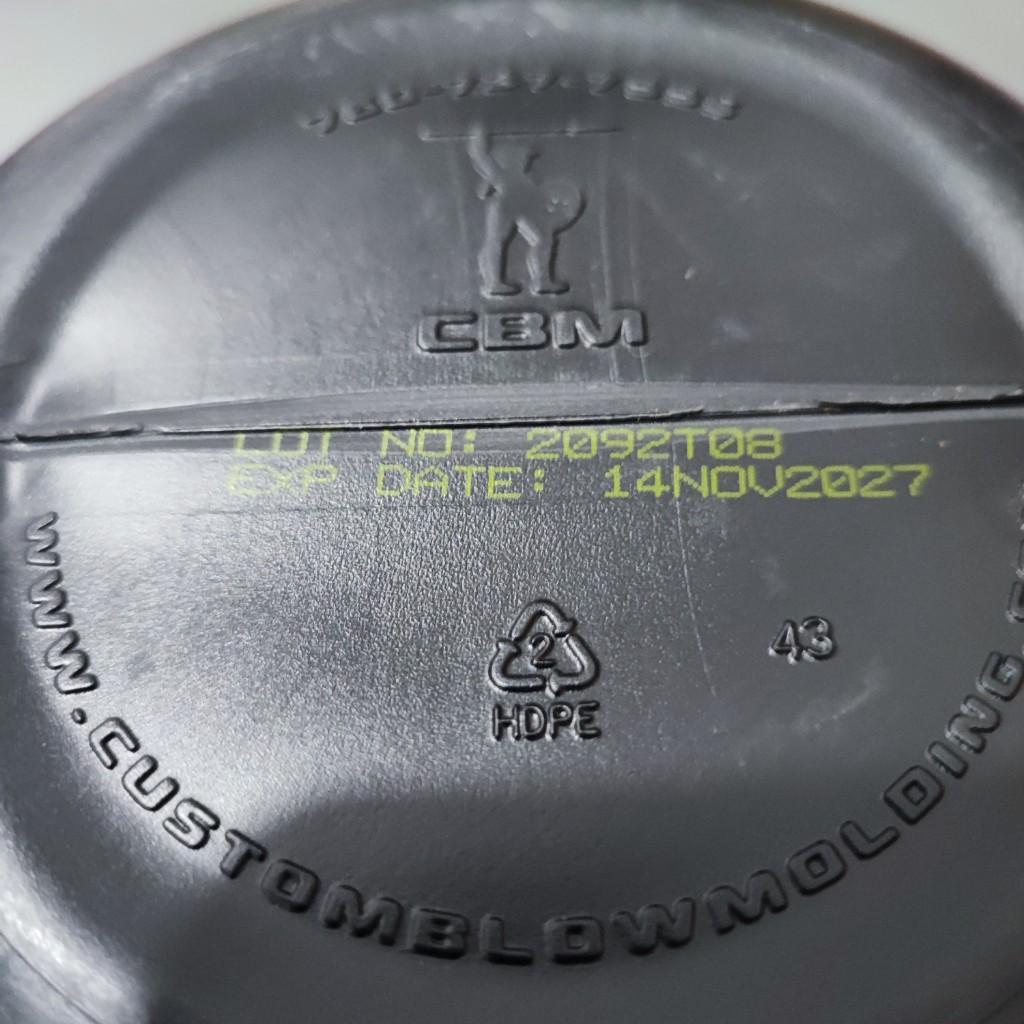 CBM
LOT NO: 2092T08
EXP DATE: 14NOV2027
2
43
HDPE
WWW.CUSTOMBLOWMOLDING.